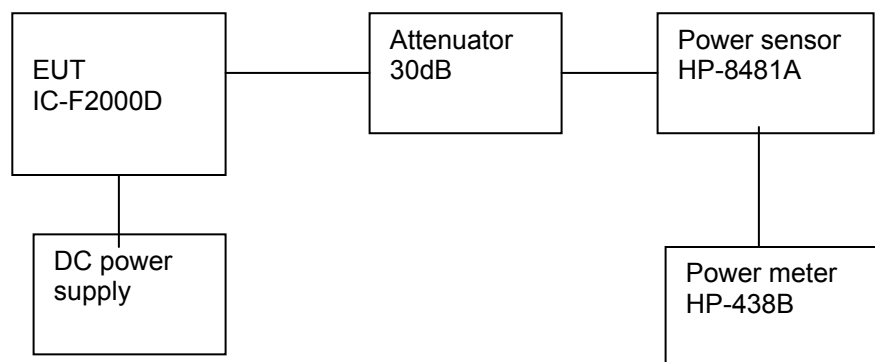 EUT
IC-F2000D
Attenuator
30dB
Power sensor
HP-8481A
DC power
supply
Power meter
HP-438B